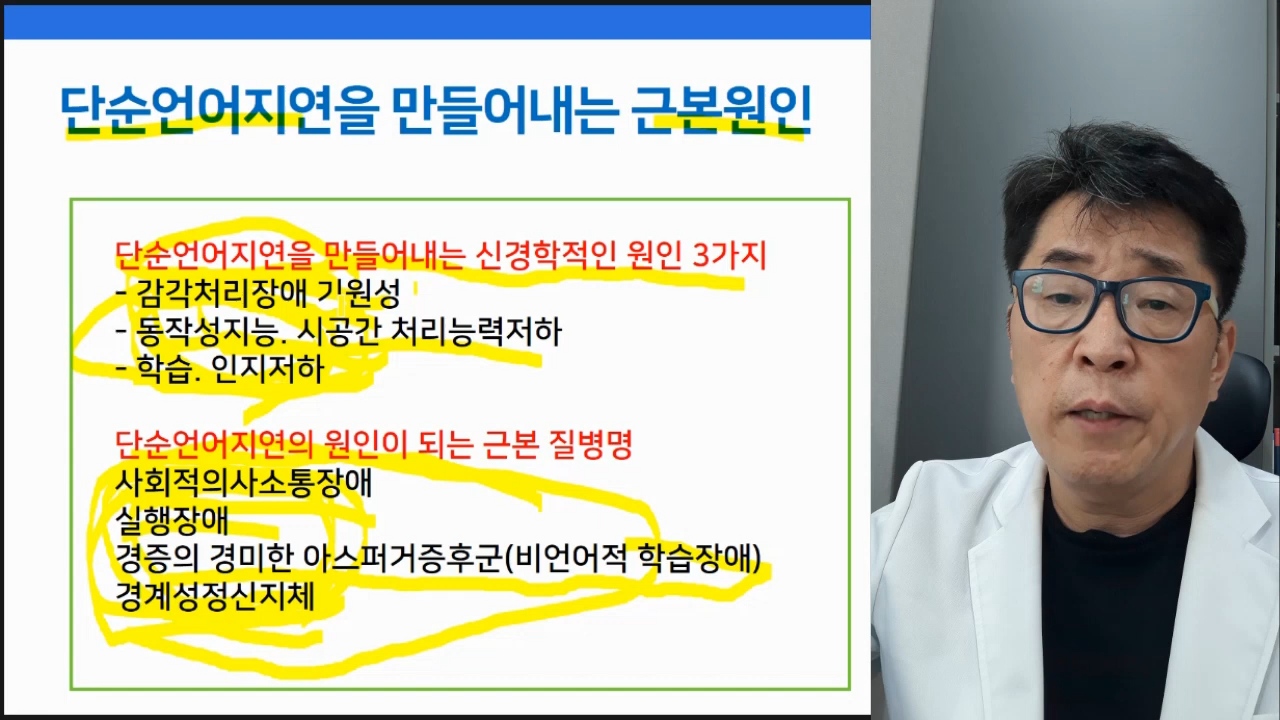 단순언어지연을 만들어내는 근본원인
단순언어지연을 만들어내는 신경학적인 원인 3가지
- 감각처리장애 기원성
- 동작성지능. 시공간 처리능력저하
- 학습. 인지저하
단순언어지연의 원인이 되는 근본 질병명
사회적의사소통장애
실행장애
경증의 경미한 아스퍼거증후군(비언어적 학습장애)
경계성정신지체